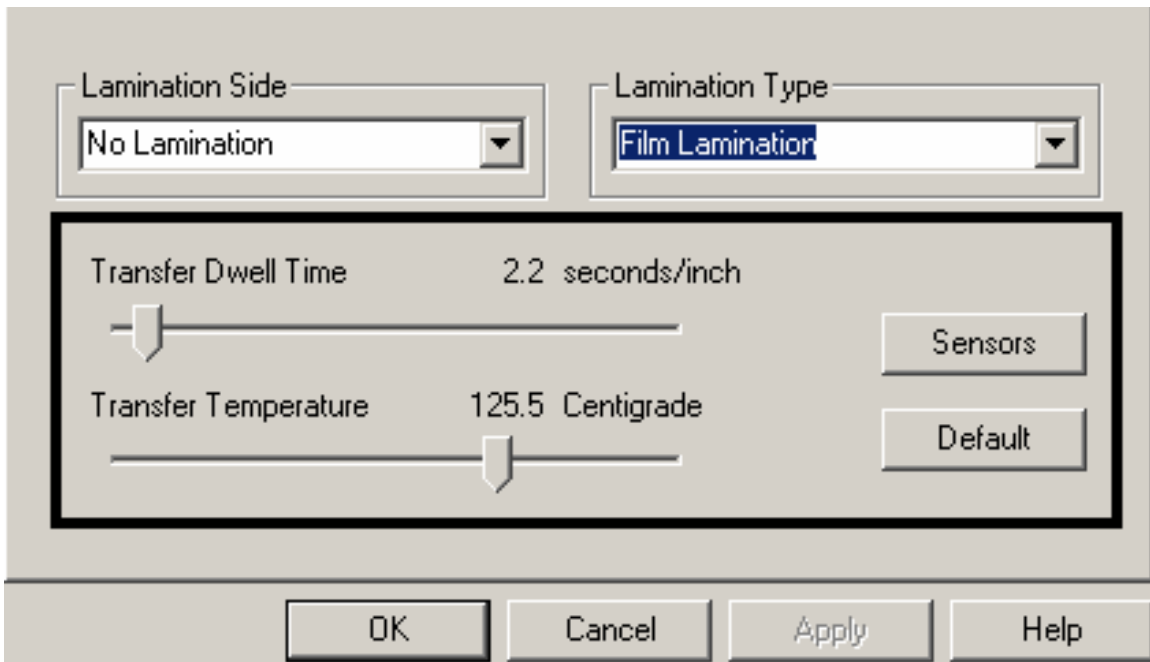 Lamination Side
Lamination Type
No Lamination
Film Lamination
Transfer Dwell Time 2.2 seconds/inch
Sensors
Transfer Temperature 125.5 Centigrade
Default
OK Cancel Apply Help